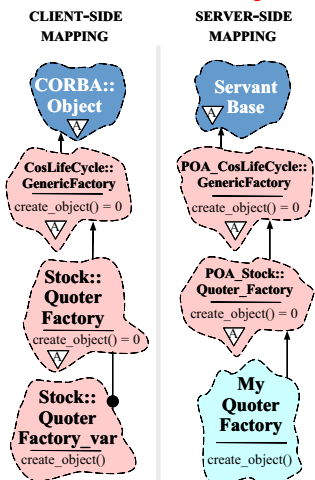 CLIENT-SIDE
MAPPING
CORBA::
Object
A
CosLifeCycle::
GenericFactory
create_object() = 0
A
Stock::
Quoter
Factory
create_object() = 0
A
Stock::
Quoter
Factory_var
create_object()
SERVER-SIDE
MAPPING
Servant
Base
A
POA_CosLifeCycle::
GenericFactory
create_object() = 0
A
POA_Stock::
Quoter_Factory
create_object() = 0
A
My
Quoter
Factory
create_object()